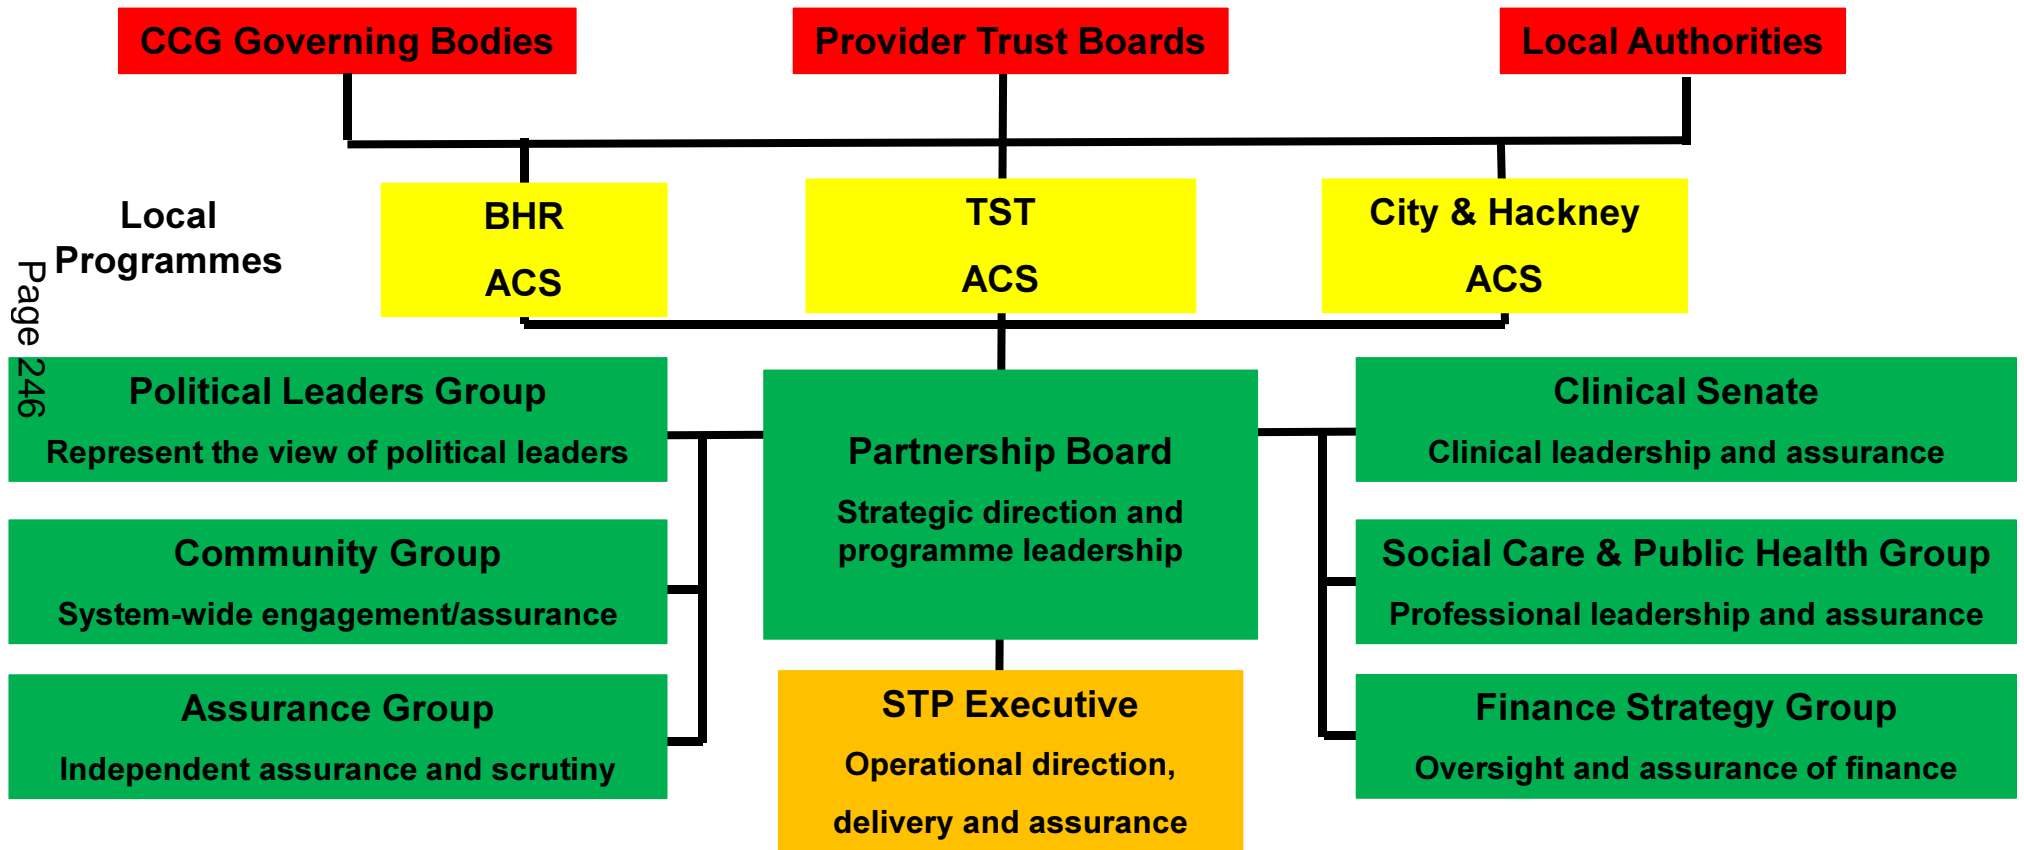 CCG Governing Bodies
Provider Trust Boards
Local Authorities
Local
Programmes
BHR
ACS
TST
ACS
City & Hackney
ACS
Page 246
Political Leaders Group
Represent the view of political leaders
Community Group
System-wide engagement/assurance
Assurance Group
Independent assurance and scrutiny
Partnership Board
Strategic direction and
programme leadership
STP Executive
Operational direction,
delivery and assurance
Clinical Senate
Clinical leadership and assurance
Social Care & Public Health Group
Professional leadership and assurance
Finance Strategy Group
Oversight and assurance of finance